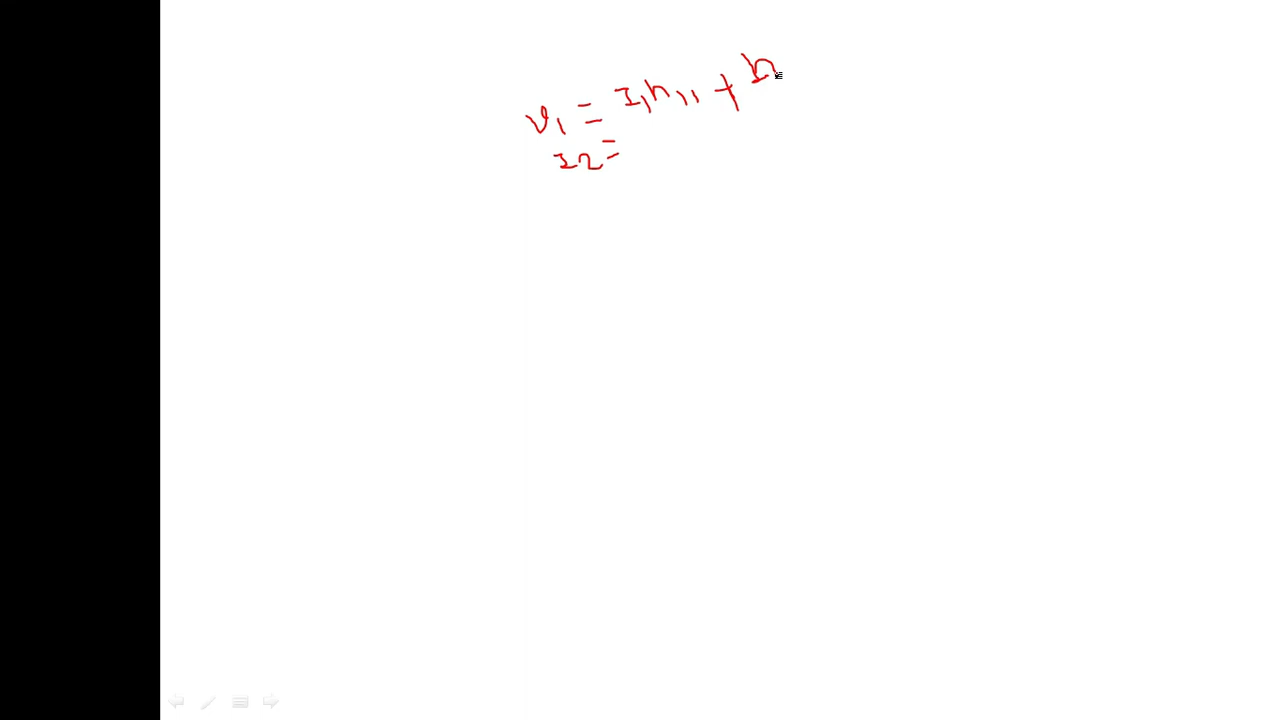 V1 = I1h11 + h
I2 =